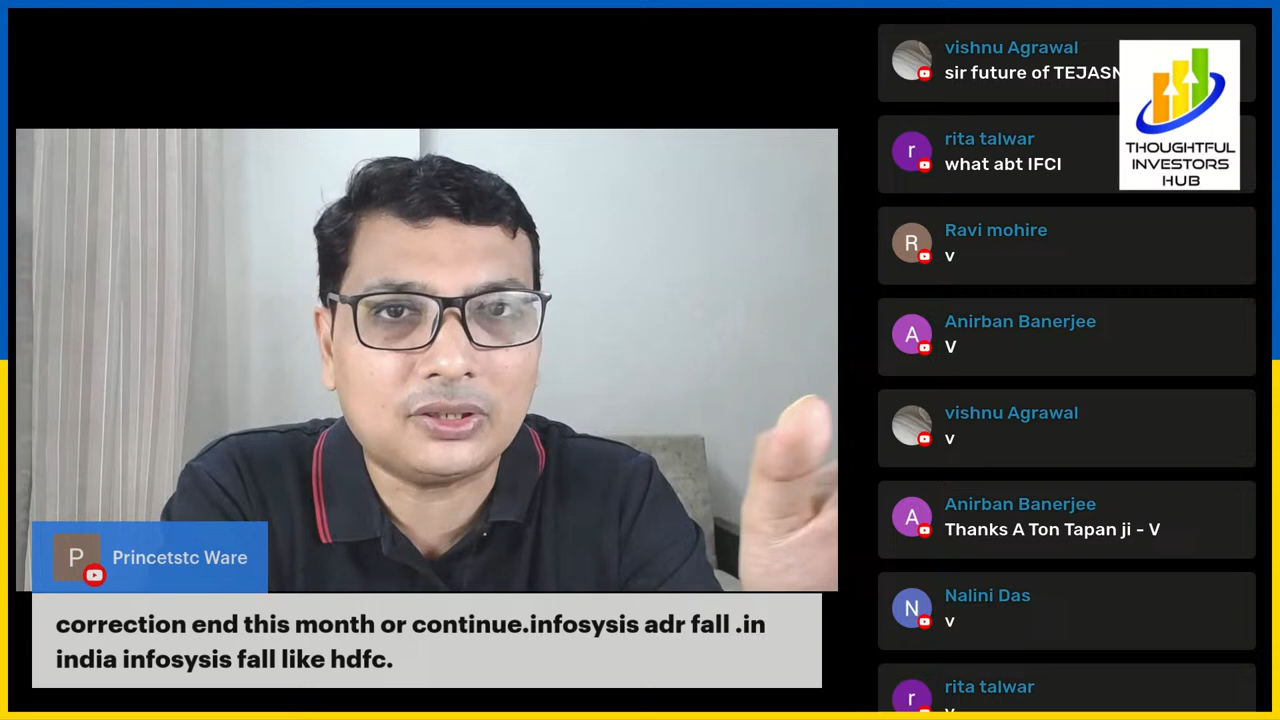 vishnu Agrawal
sir future of
THOUGHTFUL
INVESTORS
HUB
r
rita talwar
what abt IFCI
R
Ravi mohire
v
A
Anirban Banerjee
V
vishnu Agrawal
v
A
Anirban Banerjee
Thanks A Ton Tapan ji - V
N
Nalini Das
v
r
rita talwar
P
Princetstc Ware
correction end this month or continue.infosysis adr fall .in
india infosysis fall like hdfc.